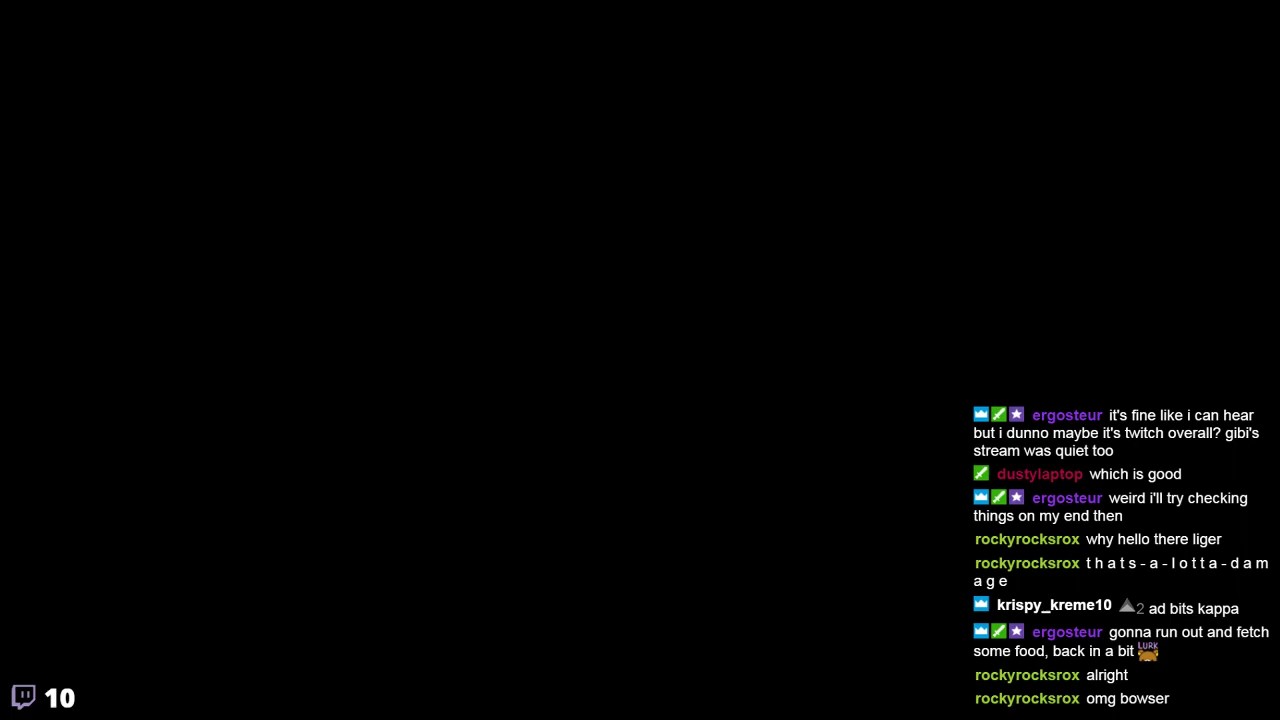 ergosteur it's fine like i can hear
but i dunno maybe it's twitch overall? gibi's
stream was quiet too
dustylaptop which is good
ergosteur weird i'll try checking
things on my end then
rockyrocksrox why hello there liger
rockyrocksrox t h a t s - a - l o t t a - d a m
a g e
krispy_kreme10 2 ad bits kappa
ergosteur gonna run out and fetch
some food, back in a bit LURK
rockyrocksrox alright
rockyrocksrox omg bowser
10